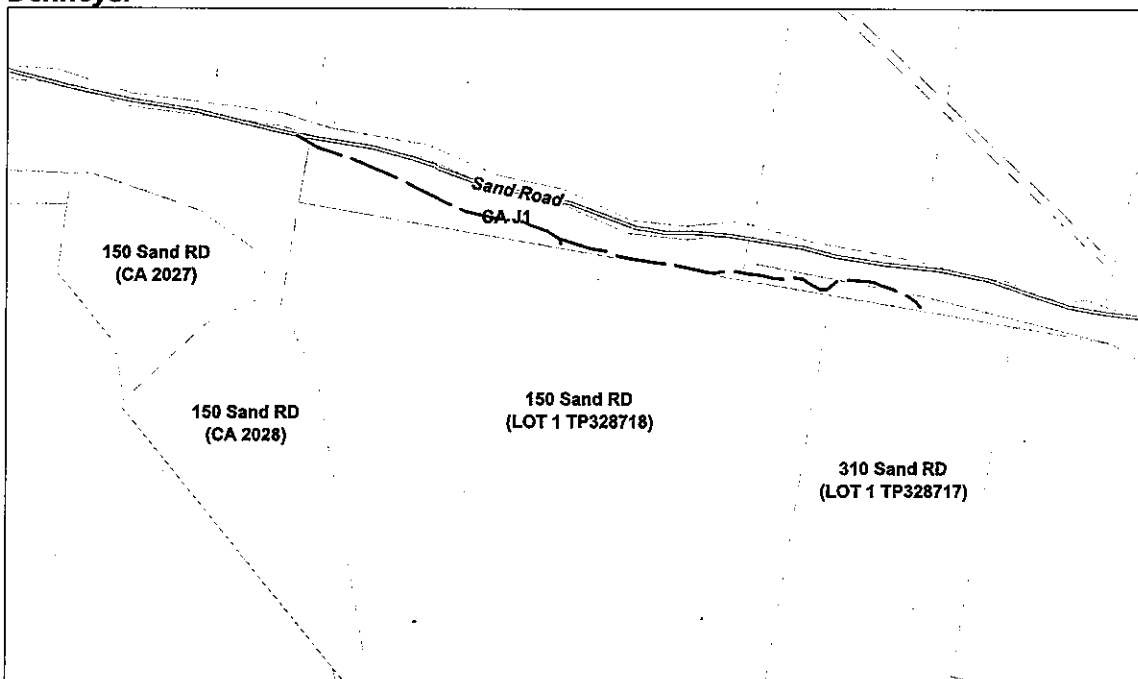 Sand Road
CA J1
150 Sand RD
(CA 2027)
150 Sand RD
(CA 2028)
150 Sand RD
(LOT 1 TP328718)
310 Sand RD
(LOT 1 TP328717)